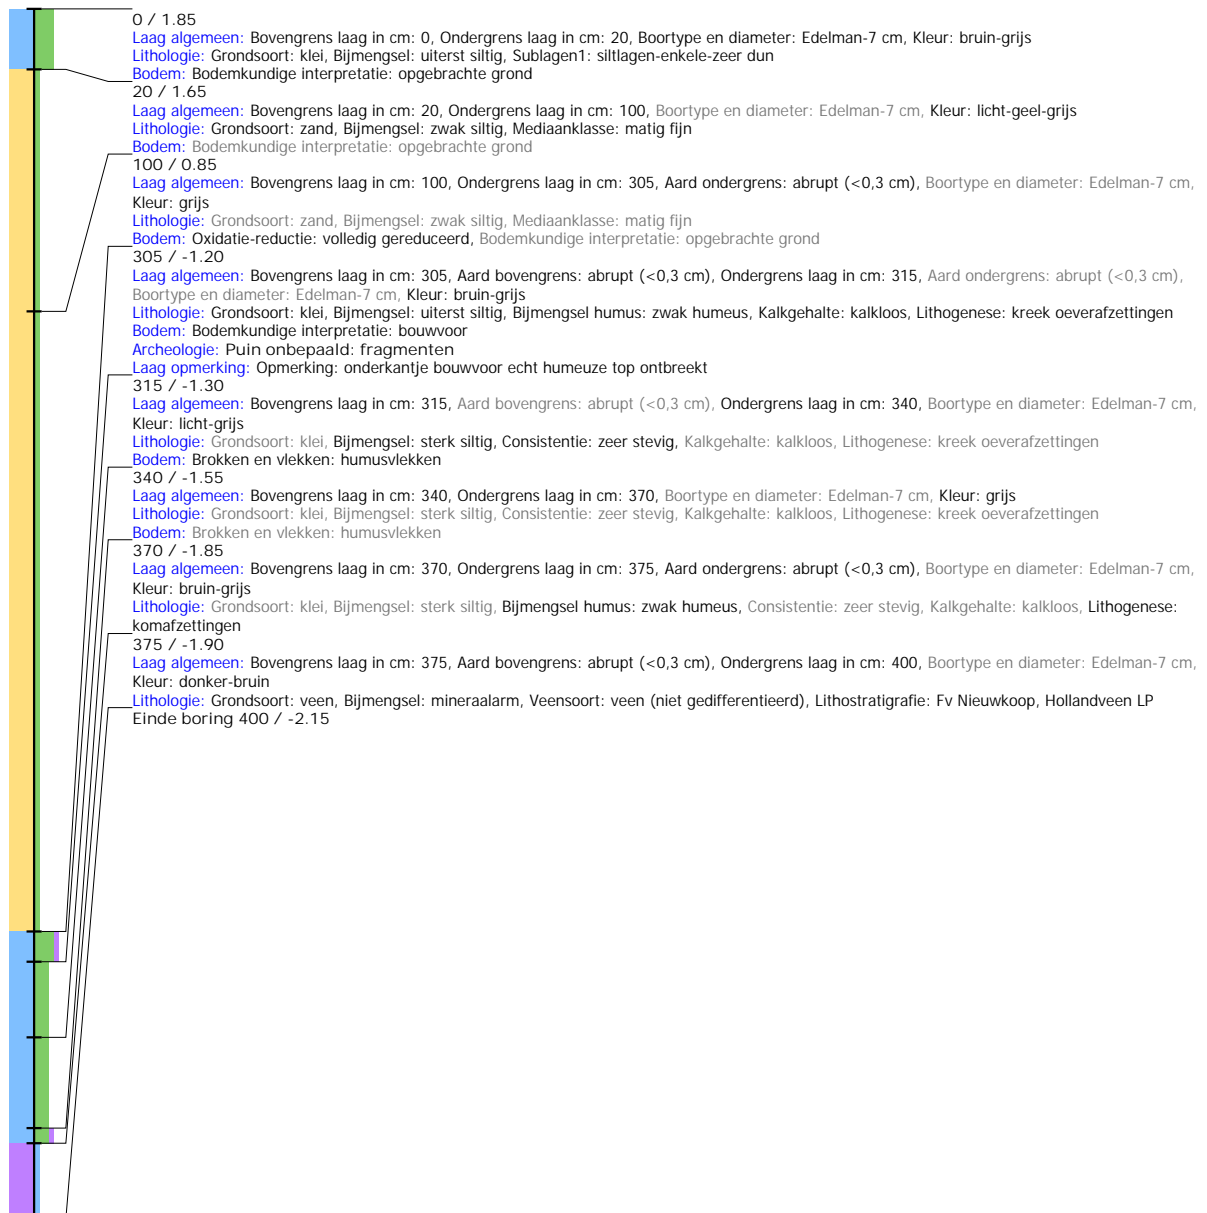 0 / 1.85
Laag algemeen: Bovengrens laag in cm: 0, Ondergrens laag in cm: 20, Boortype en diameter: Edelman-7 cm, Kleur: bruin-grijs
Lithologie: Grondsoort: klei, Bijmengsel: uiterst siltig, Sublagen1: siltlagen-enkele-zeer dun
Bodem: Bodemkundige interpretatie: opgebrachte grond
20 / 1.65
Laag algemeen: Bovengrens laag in cm: 20, Ondergrens laag in cm: 100, Boortype en diameter: Edelman-7 cm, Kleur: licht-geel-grijs
Lithologie: Grondsoort: zand, Bijmengsel: zwak siltig, Mediaanklasse: matig fijn
Bodem: Bodemkundige interpretatie: opgebrachte grond
100 / 0.85
Laag algemeen: Bovengrens laag in cm: 100, Ondergrens laag in cm: 305, Aard ondergrens: abrupt (<0,3 cm), Boortype en diameter: Edelman-7 cm,
Kleur: grijs
Lithologie: Grondsoort: zand, Bijmengsel: zwak siltig, Mediaanklasse: matig fijn
Bodem: Oxidatie-reductie: volledig gereduceerd, Bodemkundige interpretatie: opgebrachte grond
305 / -1.20
Laag algemeen: Bovengrens laag in cm: 305, Aard bovengrens: abrupt (<0,3 cm), Ondergrens laag in cm: 315, Aard ondergrens: abrupt (<0,3 cm),
Boortype en diameter: Edelman-7 cm, Kleur: bruin-grijs
Lithologie: Grondsoort: klei, Bijmengsel: uiterst siltig, Bijmengsel humus: zwak humeus, Kalkgehalte: kalkloos, Lithogenese: kreek oeverafzettingen
Bodem: Bodemkundige interpretatie: bouwvoor
Archeologie: Puin onbepaald: fragmenten
Laag opmerking: Opmerking: onderkantje bouwvoor echt humeuze top ontbreekt
315 / -1.30
Laag algemeen: Bovengrens laag in cm: 315, Aard bovengrens: abrupt (<0,3 cm), Ondergrens laag in cm: 340, Boortype en diameter: Edelman-7 cm,
Kleur: licht-grijs
Lithologie: Grondsoort: klei, Bijmengsel: sterk siltig, Consistentie: zeer stevig, Kalkgehalte: kalkloos, Lithogenese: kreek oeverafzettingen
Bodem: Brokken en vlekken: humusvlekken
340 / -1.55
Laag algemeen: Bovengrens laag in cm: 340, Ondergrens laag in cm: 370, Boortype en diameter: Edelman-7 cm, Kleur: grijs
Lithologie: Grondsoort: klei, Bijmengsel: sterk siltig, Consistentie: zeer stevig, Kalkgehalte: kalkloos, Lithogenese: kreek oeverafzettingen
Bodem: Brokken en vlekken: humusvlekken
370 / -1.85
Laag algemeen: Bovengrens laag in cm: 370, Ondergrens laag in cm: 375, Aard ondergrens: abrupt (<0,3 cm), Boortype en diameter: Edelman-7 cm,
Kleur: bruin-grijs
Lithologie: Grondsoort: klei, Bijmengsel: sterk siltig, Bijmengsel humus: zwak humeus, Consistentie: zeer stevig, Kalkgehalte: kalkloos, Lithogenese:
komafzettingen
375 / -1.90
Laag algemeen: Bovengrens laag in cm: 375, Aard bovengrens: abrupt (<0,3 cm), Ondergrens laag in cm: 400, Boortype en diameter: Edelman-7 cm,
Kleur: donker-bruin
Lithologie: Grondsoort: veen, Bijmengsel: mineraalarm, Veensoort: veen (niet gedifferentieerd), Lithostratigrafie: Fv Nieuwkoop, Hollandveen LP
Einde boring 400 / -2.15